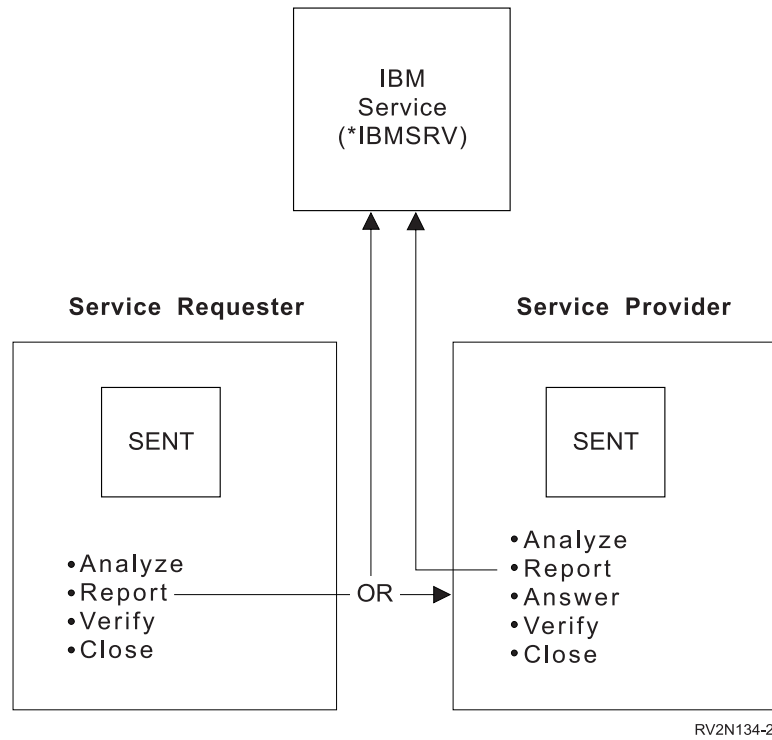 IBM
Service
(*IBMSRV)
Service Requester
Service Provider
SENT
SENT
•Analyze
•Report
•Verify
•Close
OR
•Analyze
•Report
•Answer
•Verify
•Close
RV2N134-2